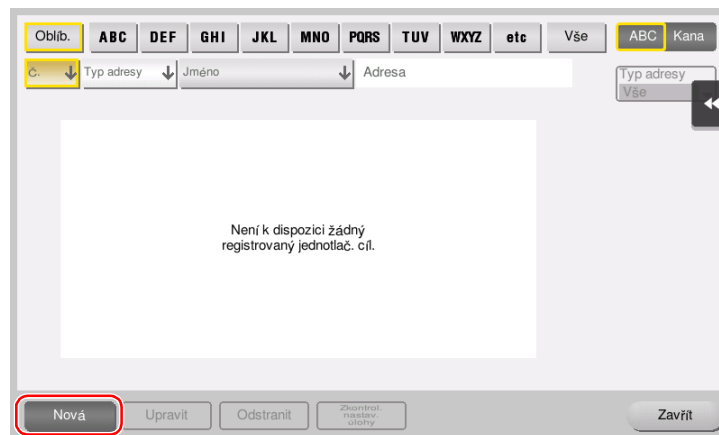 Oblíb. ABC DEF GHI JKL MNO PQRS TUV WXYZ etc Vše ABC Kana
Č. Typ adresy Jméno Adresa Typ adresy
Vše
Není k dispozici žádný
registrovaný jednotlač. cíl.
Nová Upravit Odstranit Zkontrol. Zavřít
nastav.
úlohy